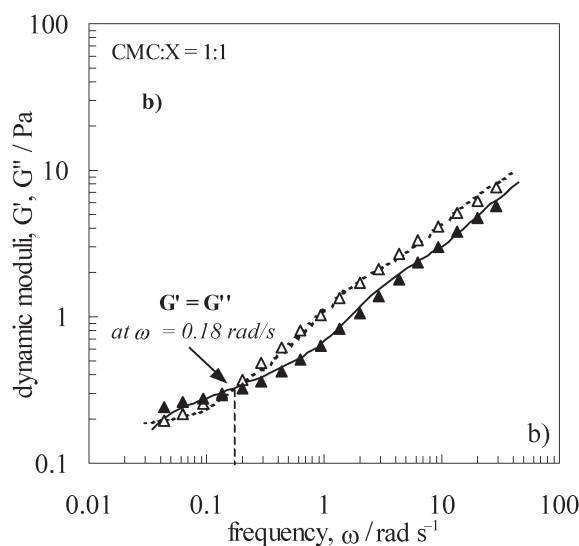 100
CMC:X = 1:1
b)
10
G' = G''
at ω = 0.18 rad/s
1
b)
0.1
0.01 0.1 1 10 100
frequency, ω / rad s⁻¹
dynamic moduli, G', G'' / Pa